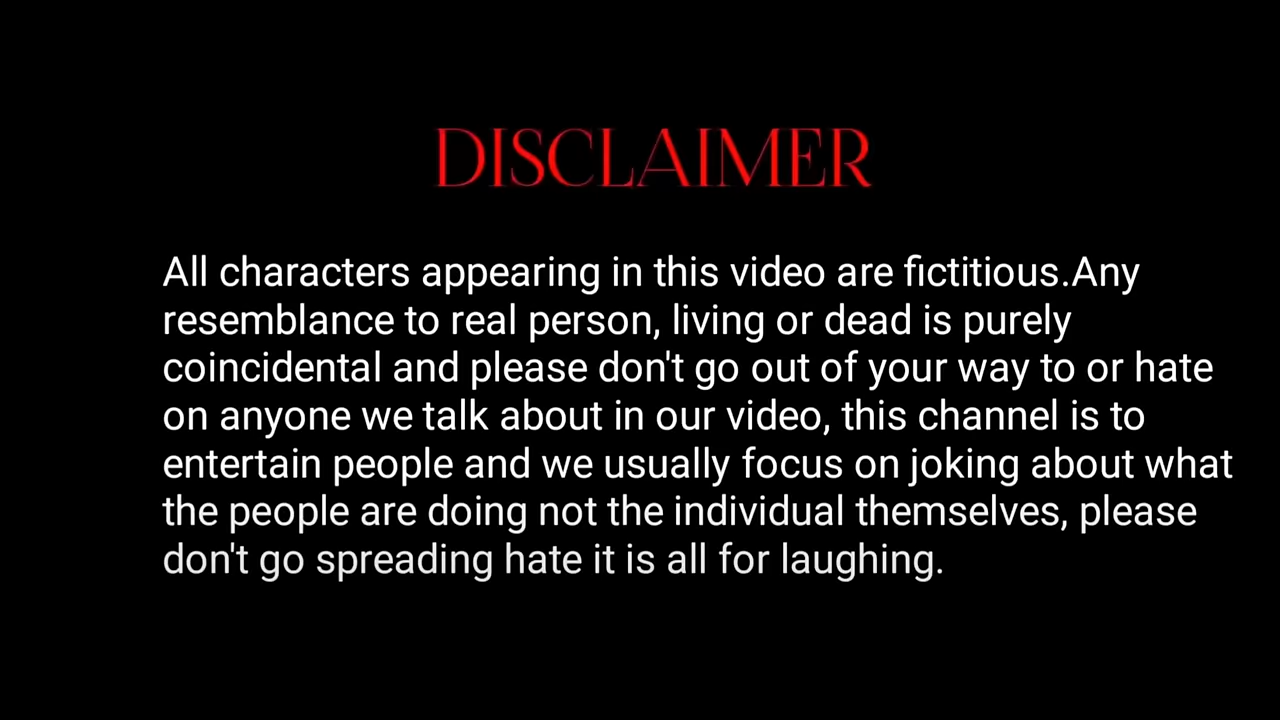 DISCLAIMER
All characters appearing in this video are fictitious.Any
resemblance to real person, living or dead is purely
coincidental and please don't go out of your way to or hate
on anyone we talk about in our video, this channel is to
entertain people and we usually focus on joking about what
the people are doing not the individual themselves, please
don't go spreading hate it is all for laughing.